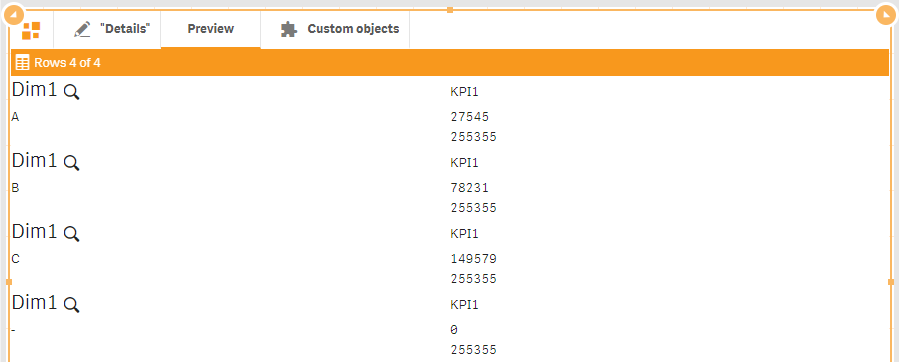 "Details" Preview Custom objects
Rows 4 of 4
Dim1 KPI1
A 27545
255355
Dim1 KPI1
B 78231
255355
Dim1 KPI1
C 149579
255355
Dim1 KPI1
- 0
255355